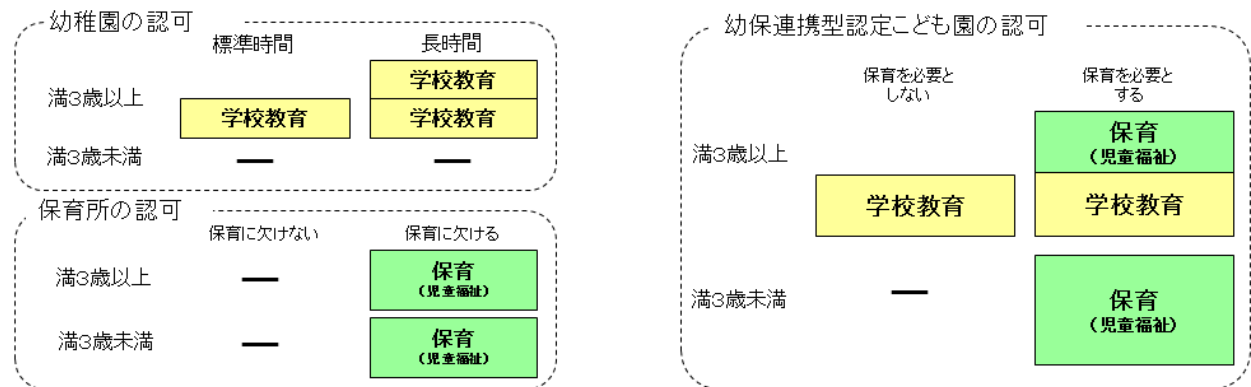 幼稚園の認可
標準時間
長時間
満3歳以上
学校教育
学校教育
学校教育
満3歳未満
―
―
保育所の認可
保育に欠けない
保育に欠ける
満3歳以上
―
保育
(児童福祉)
満3歳未満
―
保育
(児童福祉)
幼保連携型認定こども園の認可
保育を必要と
しない
保育を必要と
する
満3歳以上
保育
(児童福祉)
学校教育
学校教育
満3歳未満
―
保育
(児童福祉)